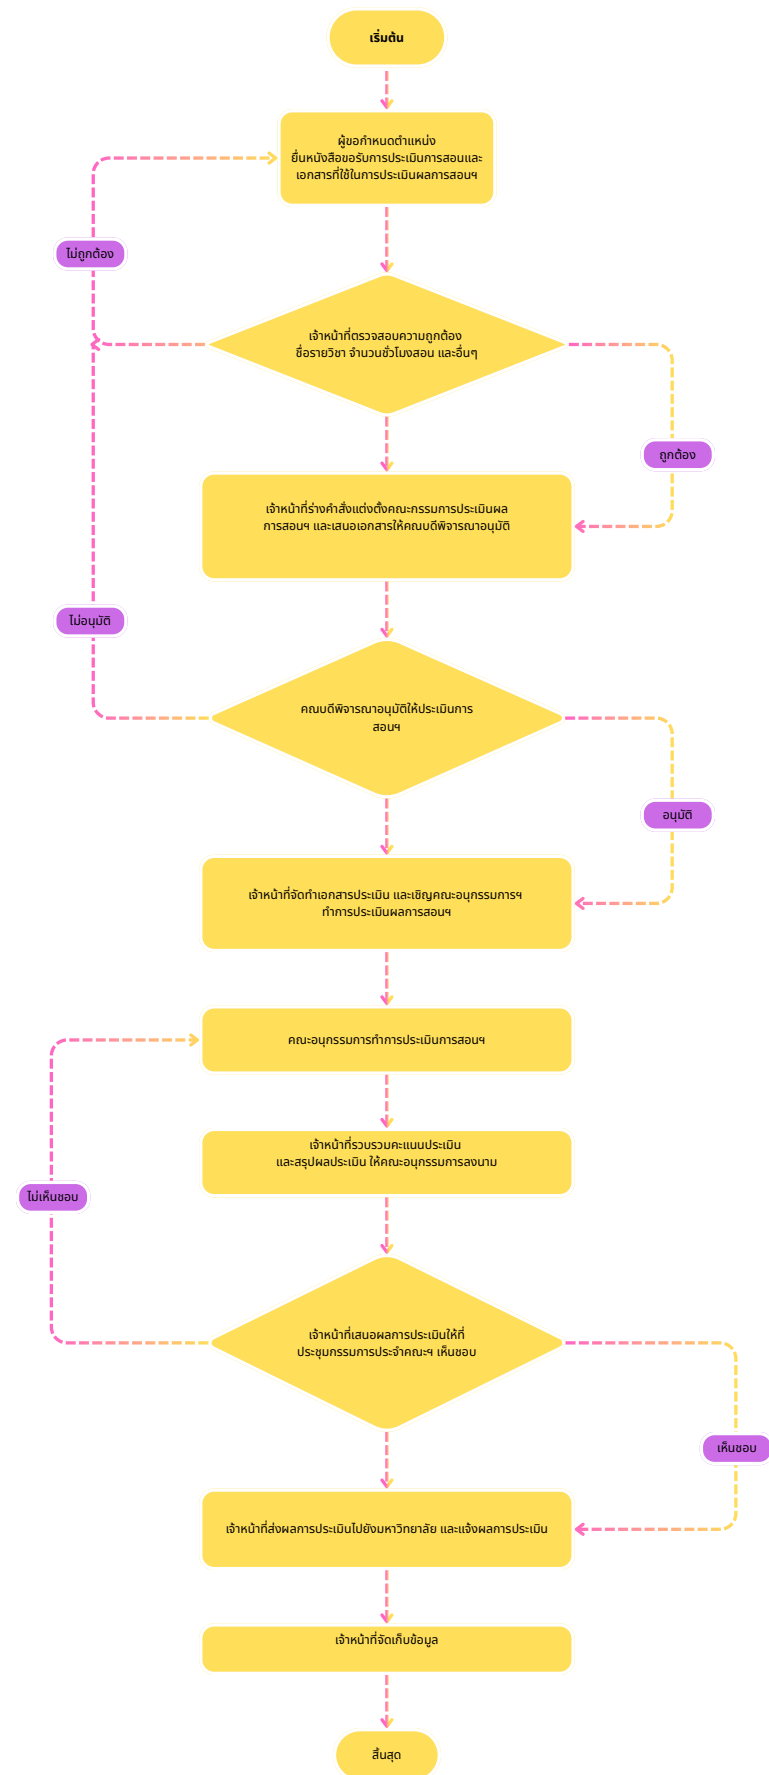 เริ่มต้น
ผู้ขอกำหนดตำแหน่ง
ยื่นหนังสือขอรับการประเมินการสอนและ
เอกสารที่ใช้ในการประเมินผลการสอนฯ
ไม่ถูกต้อง
เจ้าหน้าที่ตรวจสอบความถูกต้อง
ชื่อรายวิชา จำนวนชั่วโมงสอน และอื่นๆ
ถูกต้อง
เจ้าหน้าที่ร่างคำสั่งแต่งตั้งคณะกรรมการประเมินผล
การสอนฯ และเสนอเอกสารให้คณบดีพิจารณาอนุมัติ
ไม่อนุมัติ
คณบดีพิจารณาอนุมัติให้ประเมินการ
สอนฯ
อนุมัติ
เจ้าหน้าที่จัดทำเอกสารประเมิน และเชิญคณะอนุกรรมการฯ
ทำการประเมินผลการสอนฯ
คณะอนุกรรมการทำการประเมินการสอนฯ
เจ้าหน้าที่รวบรวมคะแนนประเมิน
และสรุปผลประเมิน ให้คณะอนุกรรมการลงนาม
ไม่เห็นชอบ
เจ้าหน้าที่เสนอผลการประเมินให้ที่
ประชุมกรรมการประจำคณะฯ เห็นชอบ
เห็นชอบ
เจ้าหน้าที่ส่งผลการประเมินไปยังมหาวิทยาลัย และแจ้งผลการประเมิน
เจ้าหน้าที่จัดเก็บข้อมูล
สิ้นสุด